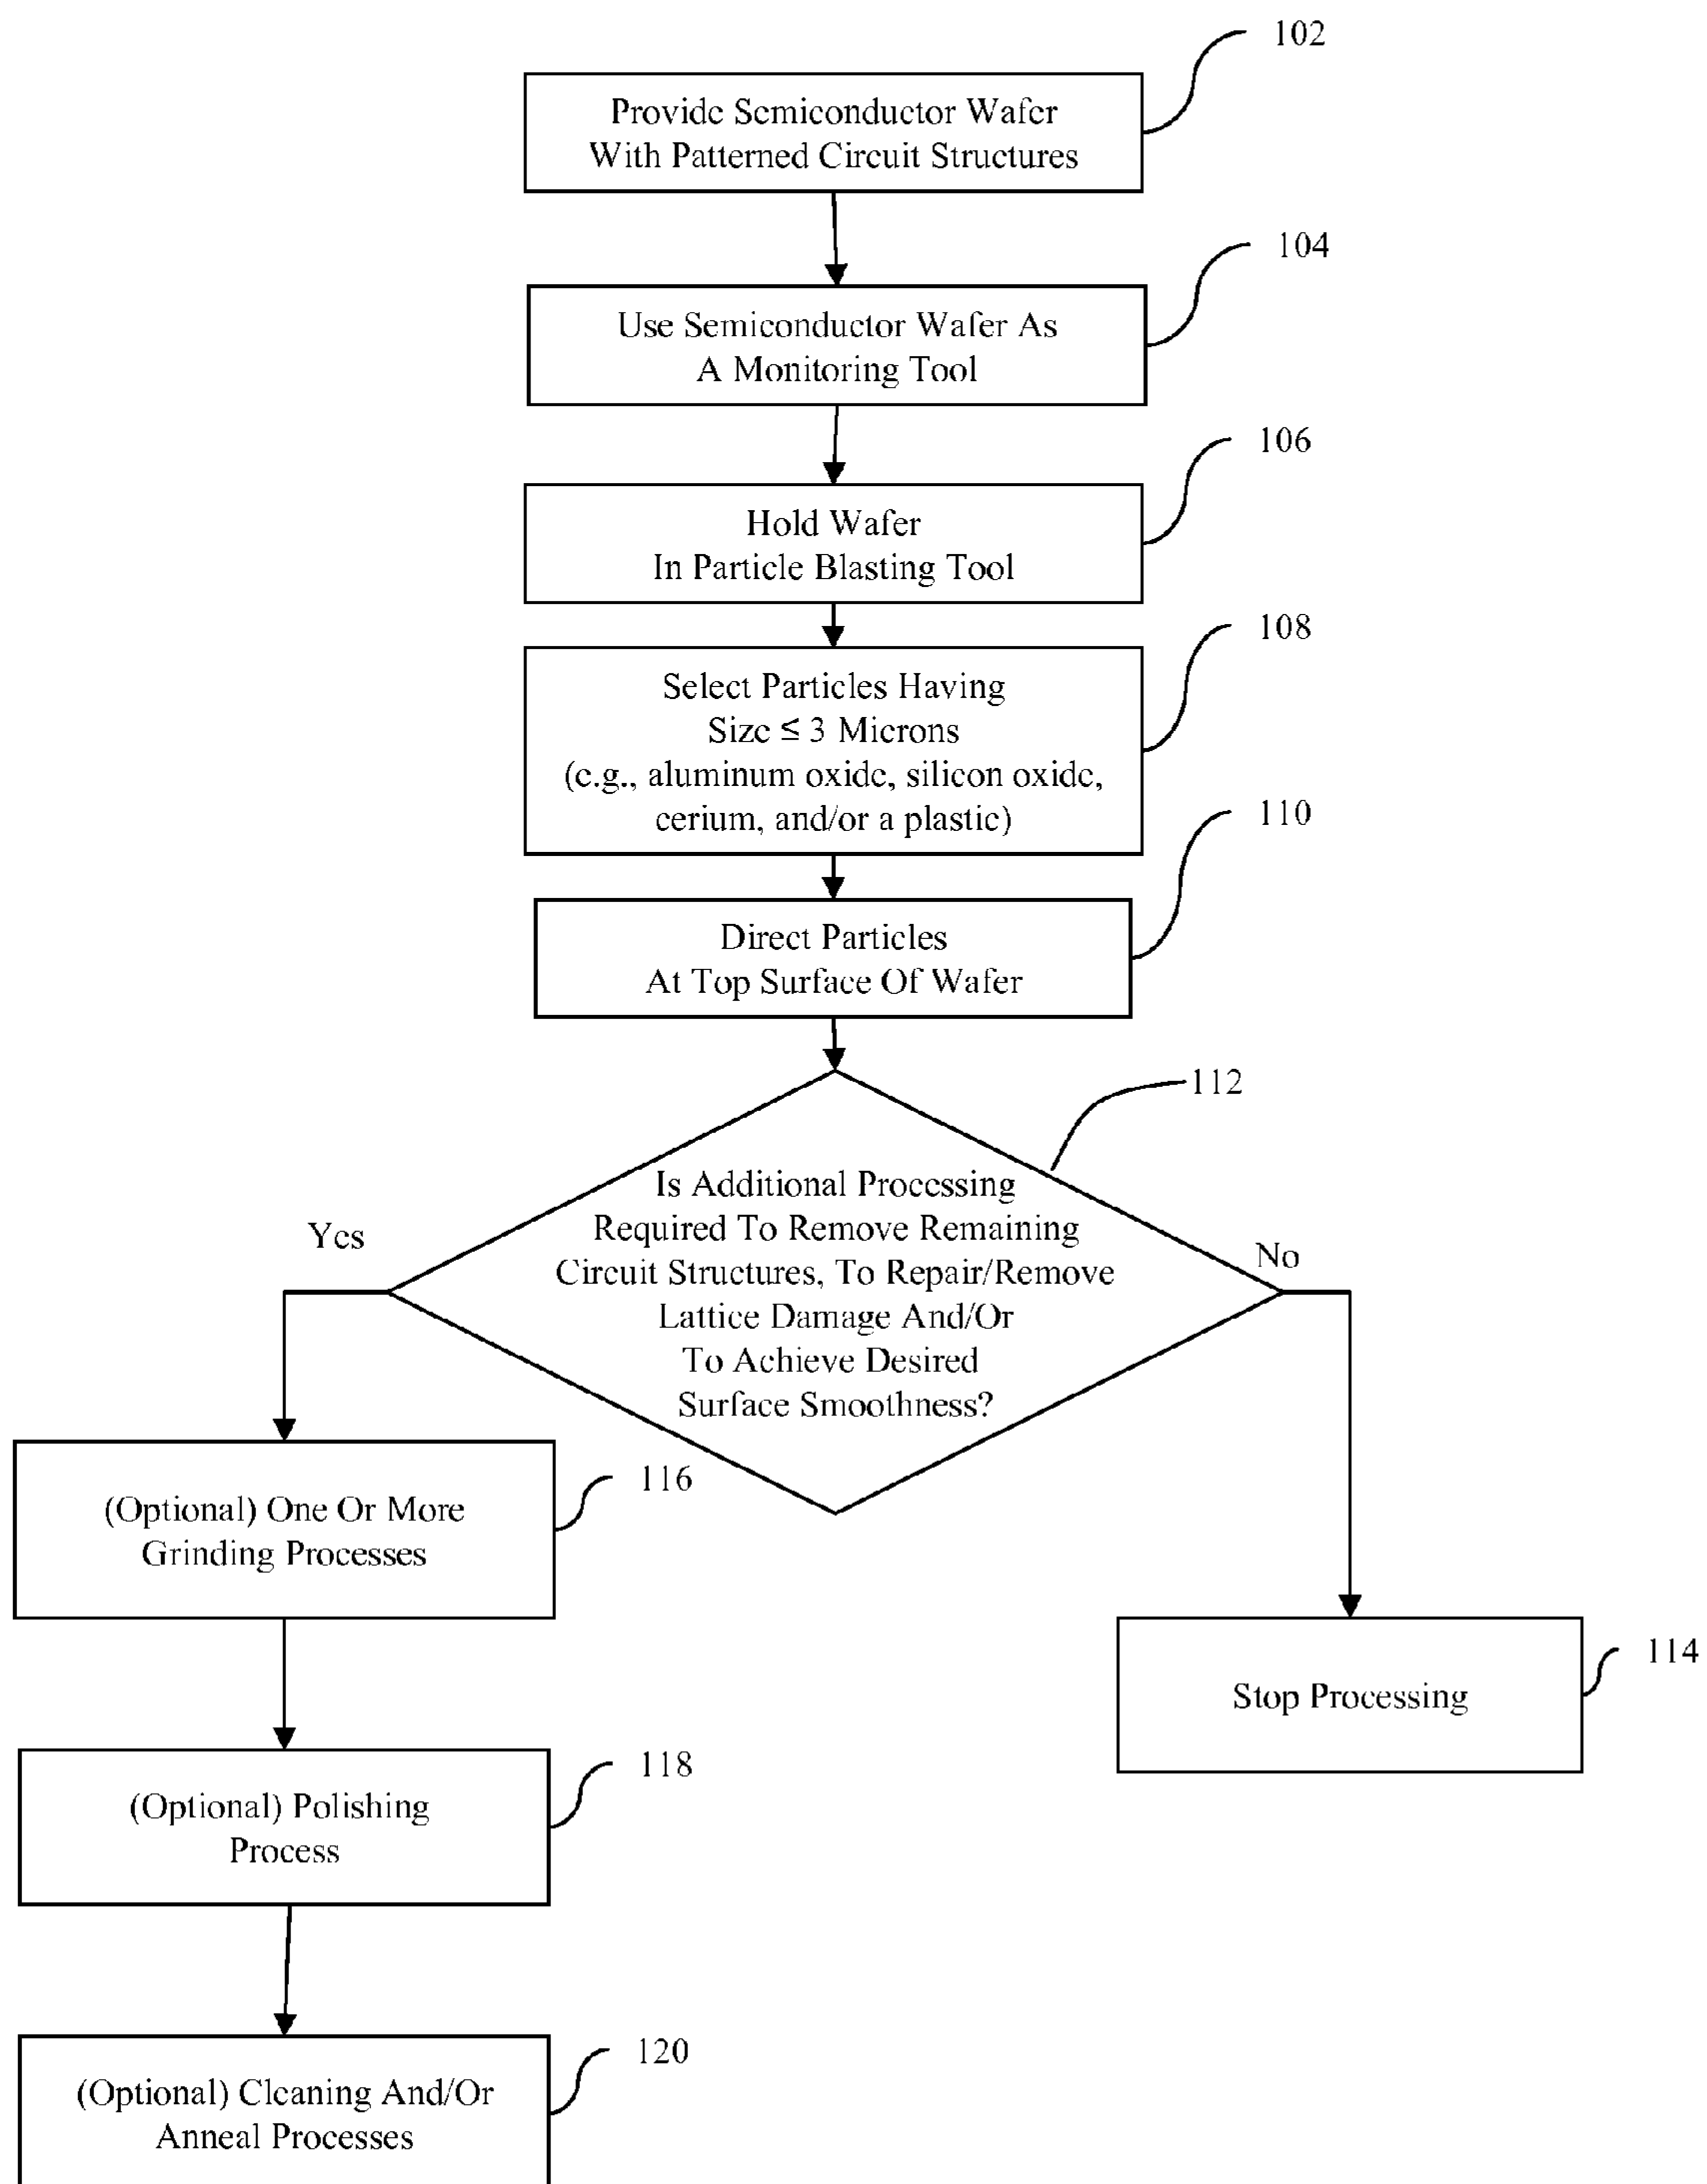 102
Provide Semiconductor Wafer
With Patterned Circuit Structures
104
Use Semiconductor Wafer As
A Monitoring Tool
106
Hold Wafer
In Particle Blasting Tool
108
Select Particles Having
Size ≤ 3 Microns
(e.g., aluminum oxide, silicon oxide,
cerium, and/or a plastic)
110
Direct Particles
At Top Surface Of Wafer
112
Is Additional Processing
Required To Remove Remaining
Circuit Structures, To Repair/Remove
Lattice Damage And/Or
To Achieve Desired
Surface Smoothness?
Yes
No
116
(Optional) One Or More
Grinding Processes
114
Stop Processing
118
(Optional) Polishing
Process
120
(Optional) Cleaning And/Or
Anneal Processes